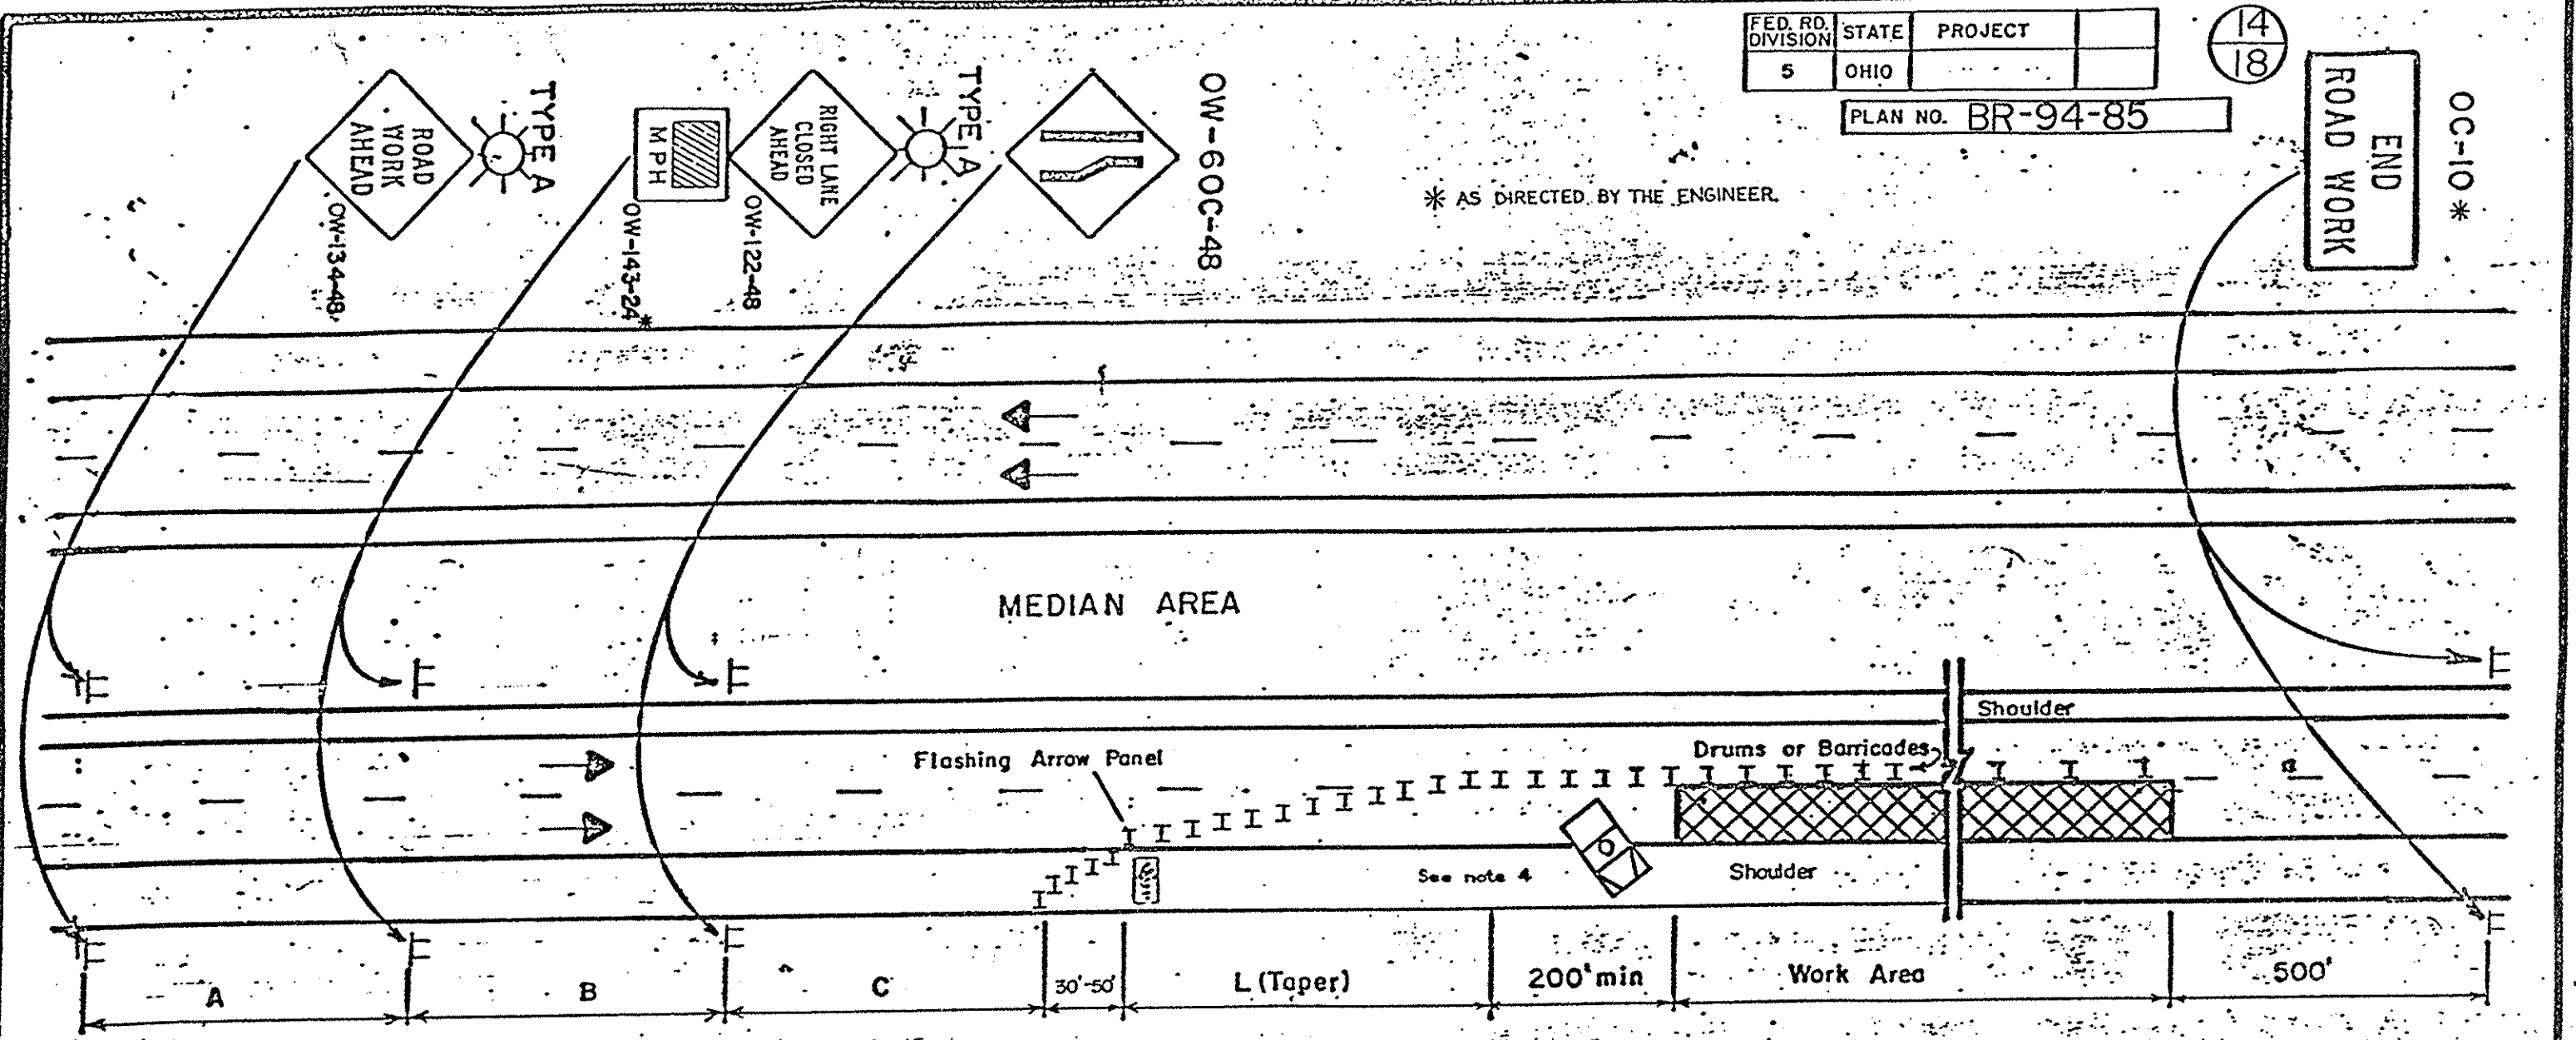 FED. RD. DIVISION STATE PROJECT
5 OHIO
14
18
PLAN NO. BR-94-85
ROAD
WORK
AHEAD
TYPE A
OW-134-48
MPH
OW-143-24*
RIGHT LANE
CLOSED
AHEAD
OW-122-48
TYPE A
OW-60C-48
* AS DIRECTED BY THE ENGINEER.
END
ROAD WORK
OC-10*
MEDIAN AREA
Shoulder
Flashing Arrow Panel
Drums or Barricades
See note 4
Shoulder
A
B
C
30'-50'
L (Taper)
200' min
Work Area
500'